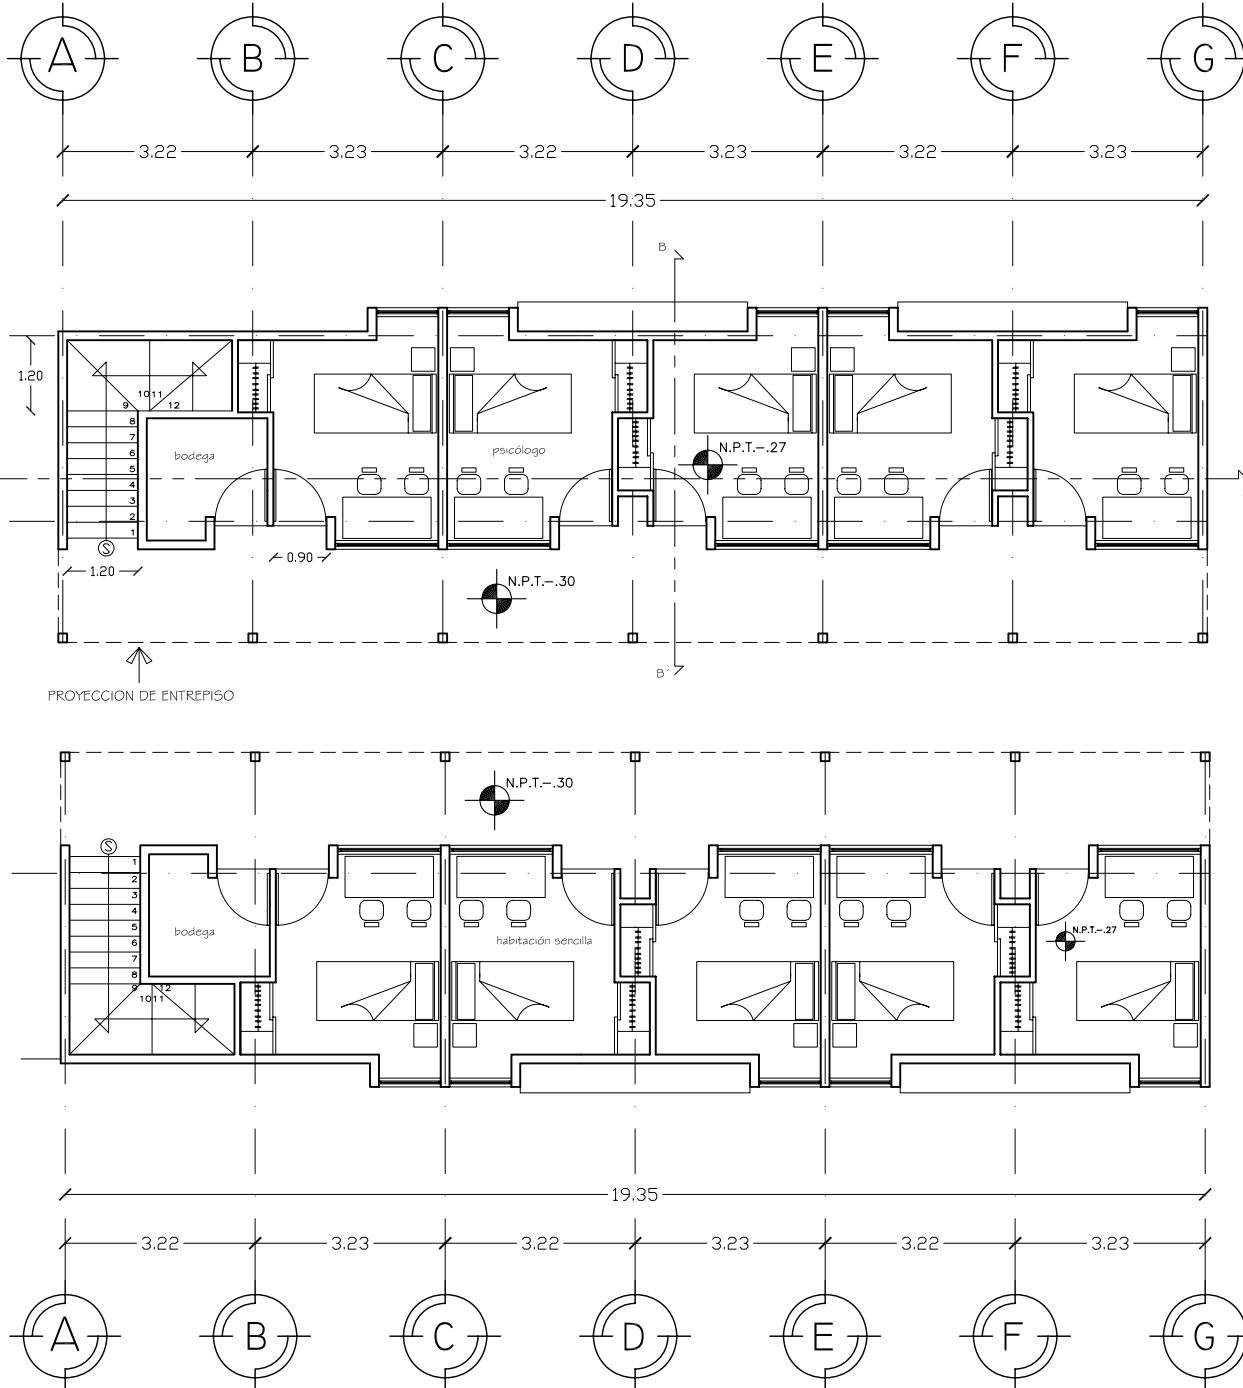 A B C D E F G
3.22 3.23 3.22 3.23 3.22 3.23
19.35
B
1.20
10 11
9 12
8
7
6
5
4
3
2
1
S
bodega
psicólogo
N.P.T.-.27
1.20
0.90
N.P.T.-.30
B'
PROYECCION DE ENTREPISO
N.P.T.-.30
S
1
2
3
4
5
6
7
8
9 12
10 11
bodega
habitación sencilla
N.P.T.-.27
19.35
3.22 3.23 3.22 3.23 3.22 3.23
A B C D E F G